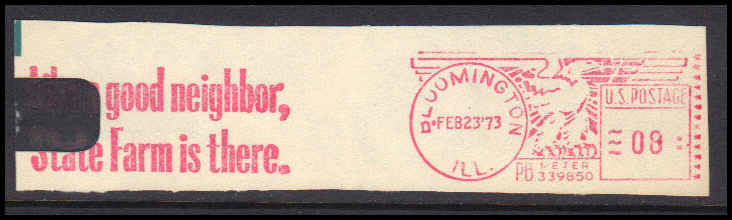 good neighbor,
State Farm is there.
BLOOMINGTON
FEB23'73
ILL.
U.S. POSTAGE
08
PB METER
339850